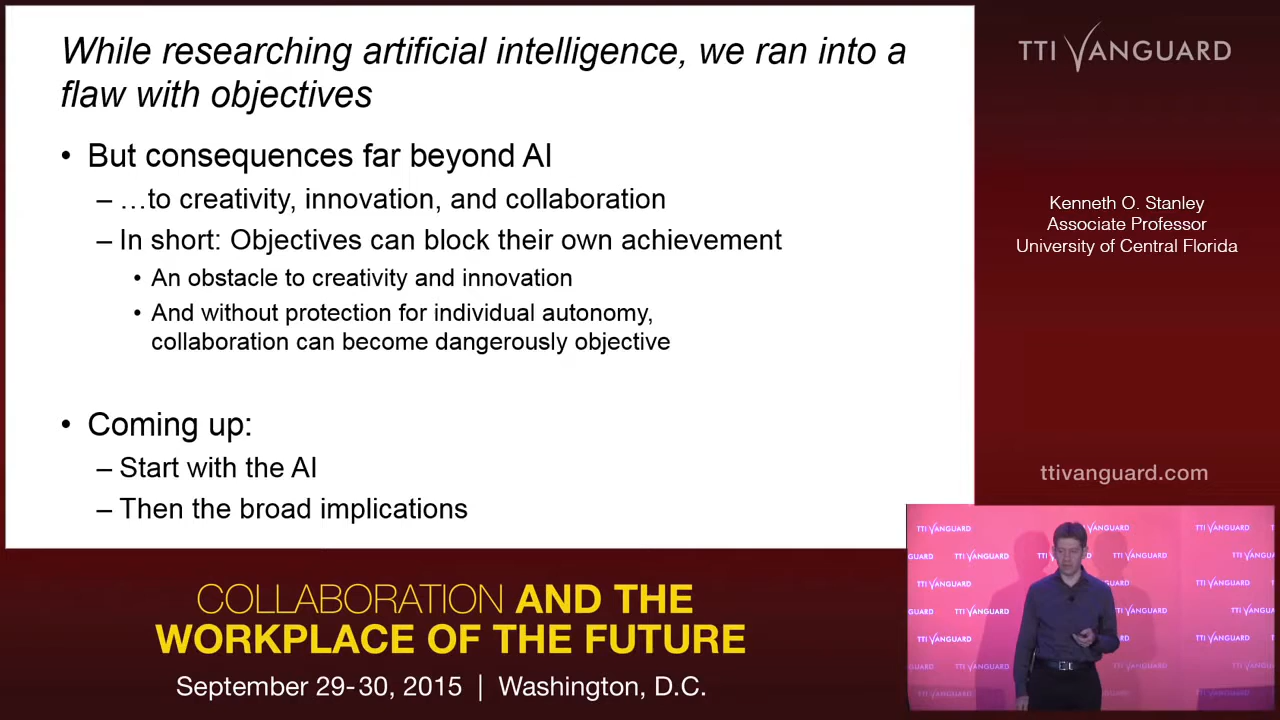 While researching artificial intelligence, we ran into a
flaw with objectives
• But consequences far beyond AI
– …to creativity, innovation, and collaboration
– In short: Objectives can block their own achievement
• An obstacle to creativity and innovation
• And without protection for individual autonomy,
collaboration can become dangerously objective
• Coming up:
– Start with the AI
– Then the broad implications
TTI VANGUARD
Kenneth O. Stanley
Associate Professor
University of Central Florida
ttivanguard.com
TTI VANGUARD
COLLABORATION AND THE
WORKPLACE OF THE FUTURE
September 29-30, 2015 | Washington, D.C.